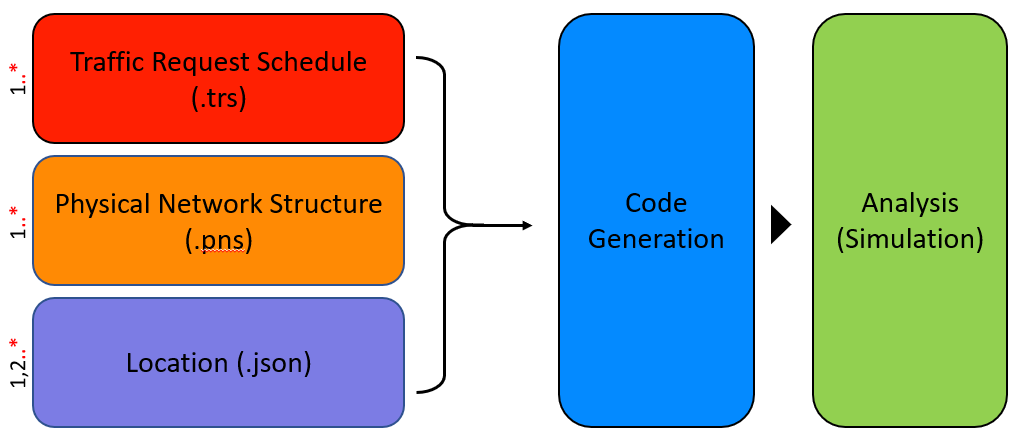 1..*
Traffic Request Schedule
(.trs)
1..*
Physical Network Structure
(.pns)
1,2..*
Location (.json)
Code
Generation
Analysis
(Simulation)